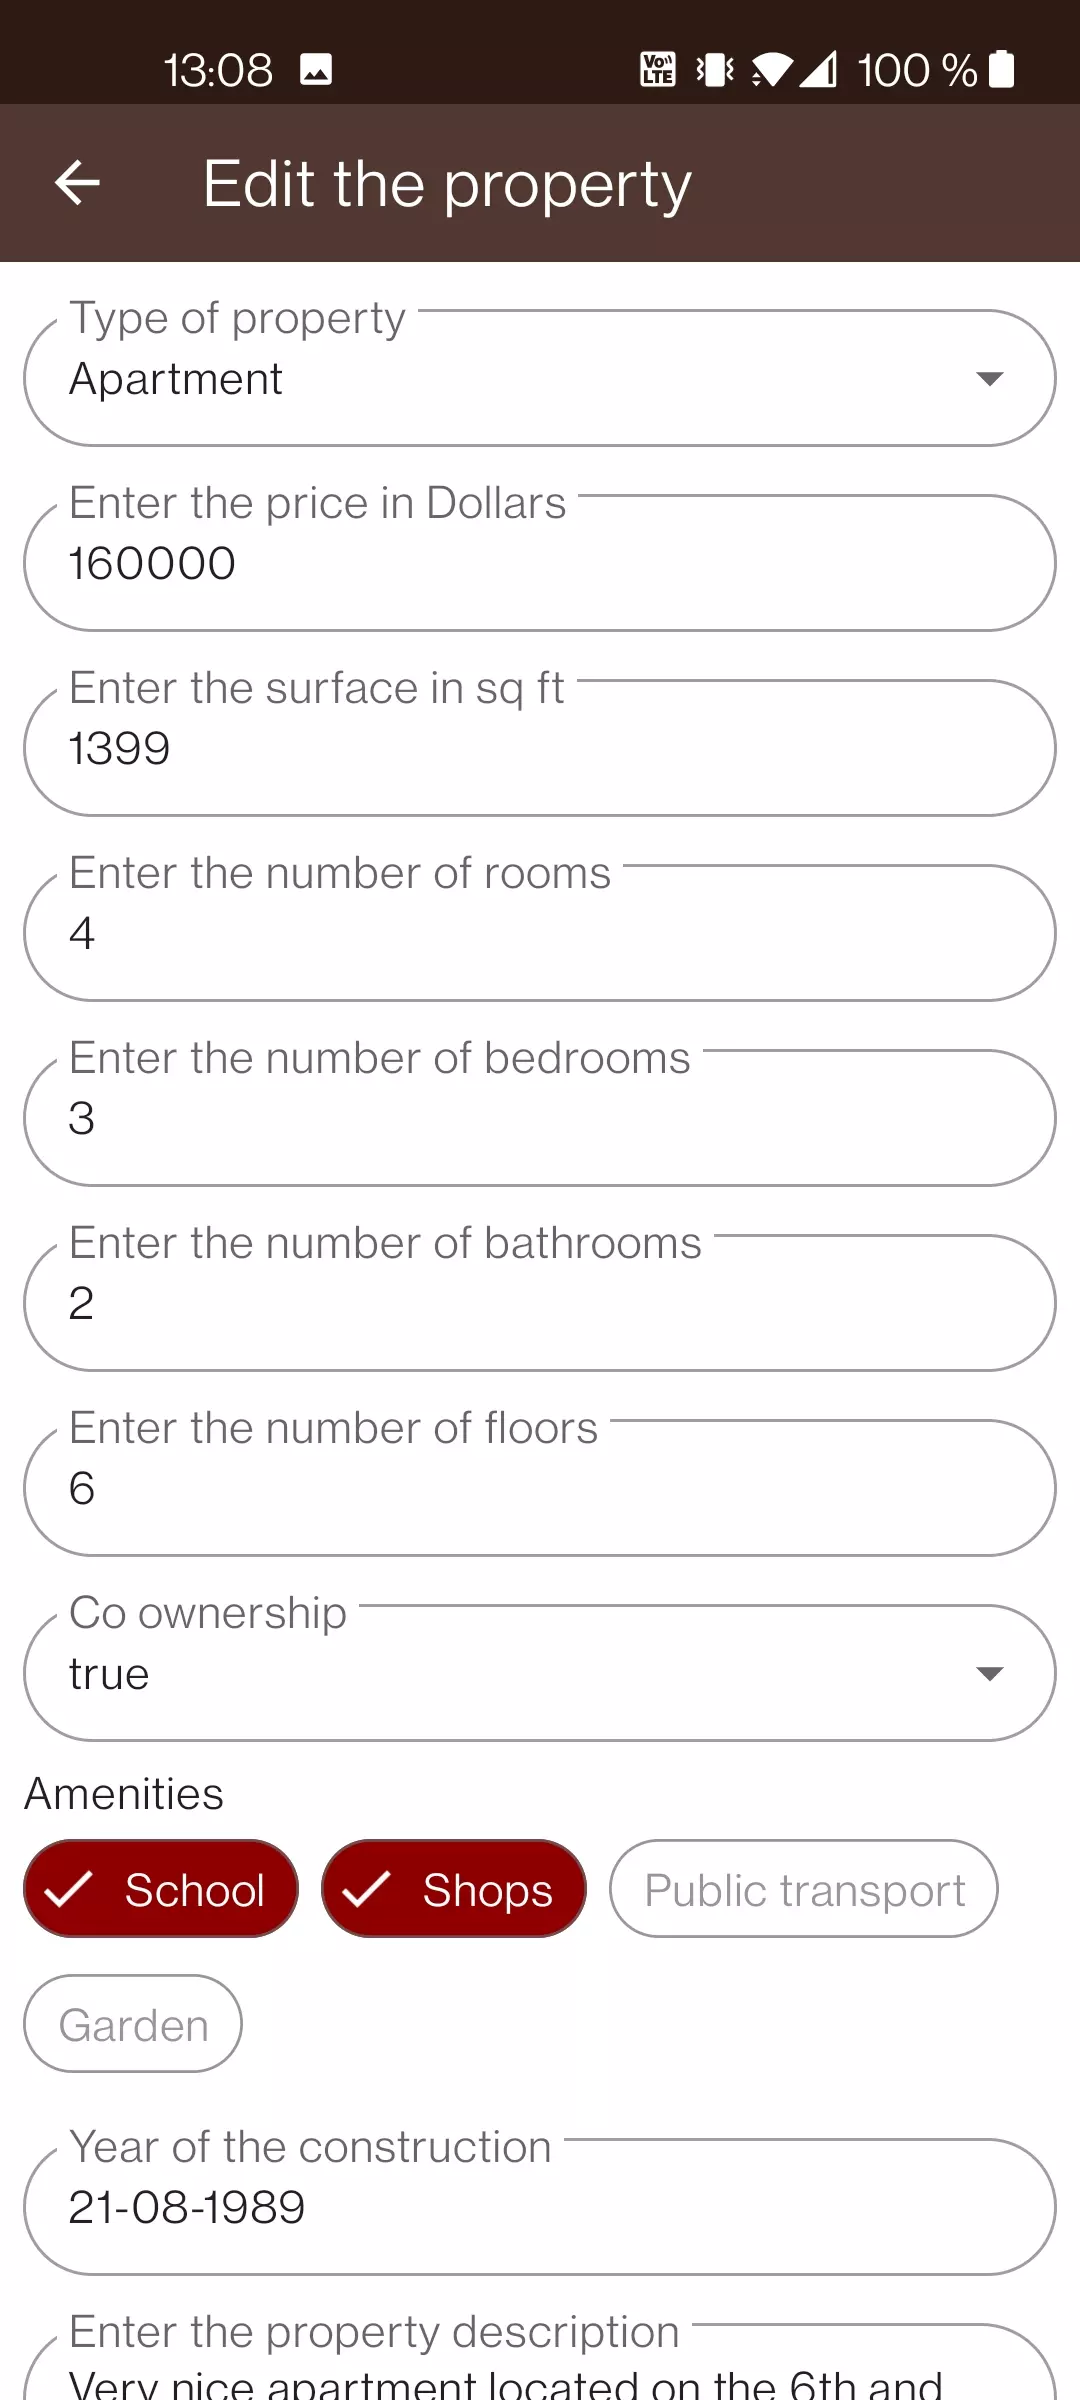 13:08 Vo)) LTE 100 %
Edit the property
Type of property
Apartment
Enter the price in Dollars
160000
Enter the surface in sq ft
1399
Enter the number of rooms
4
Enter the number of bedrooms
3
Enter the number of bathrooms
2
Enter the number of floors
6
Co ownership
true
Amenities
School Shops Public transport
Garden
Year of the construction
21-08-1989
Enter the property description
Very nice apartment located on the 6th and